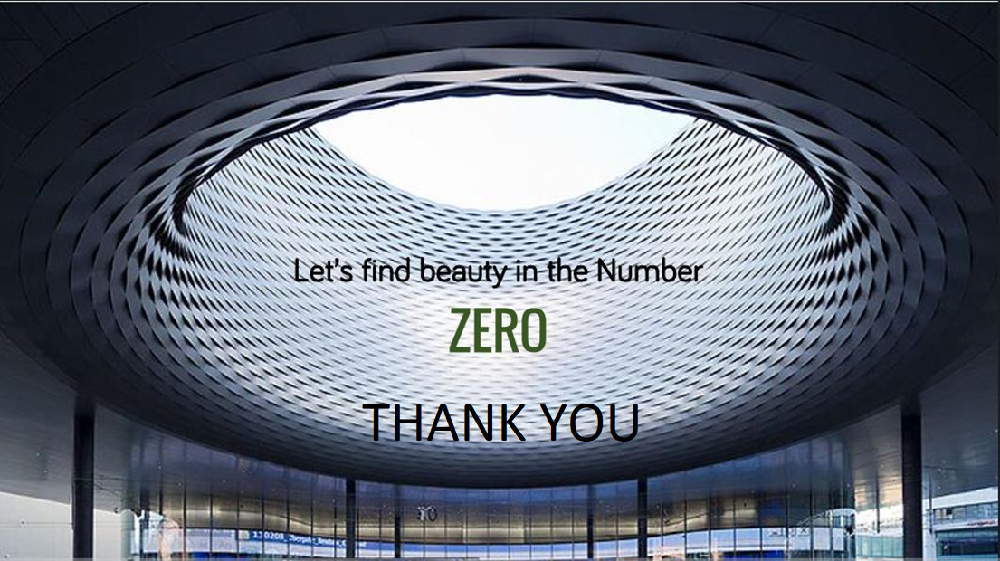 Let's find beauty in the Number
ZERO
THANK YOU